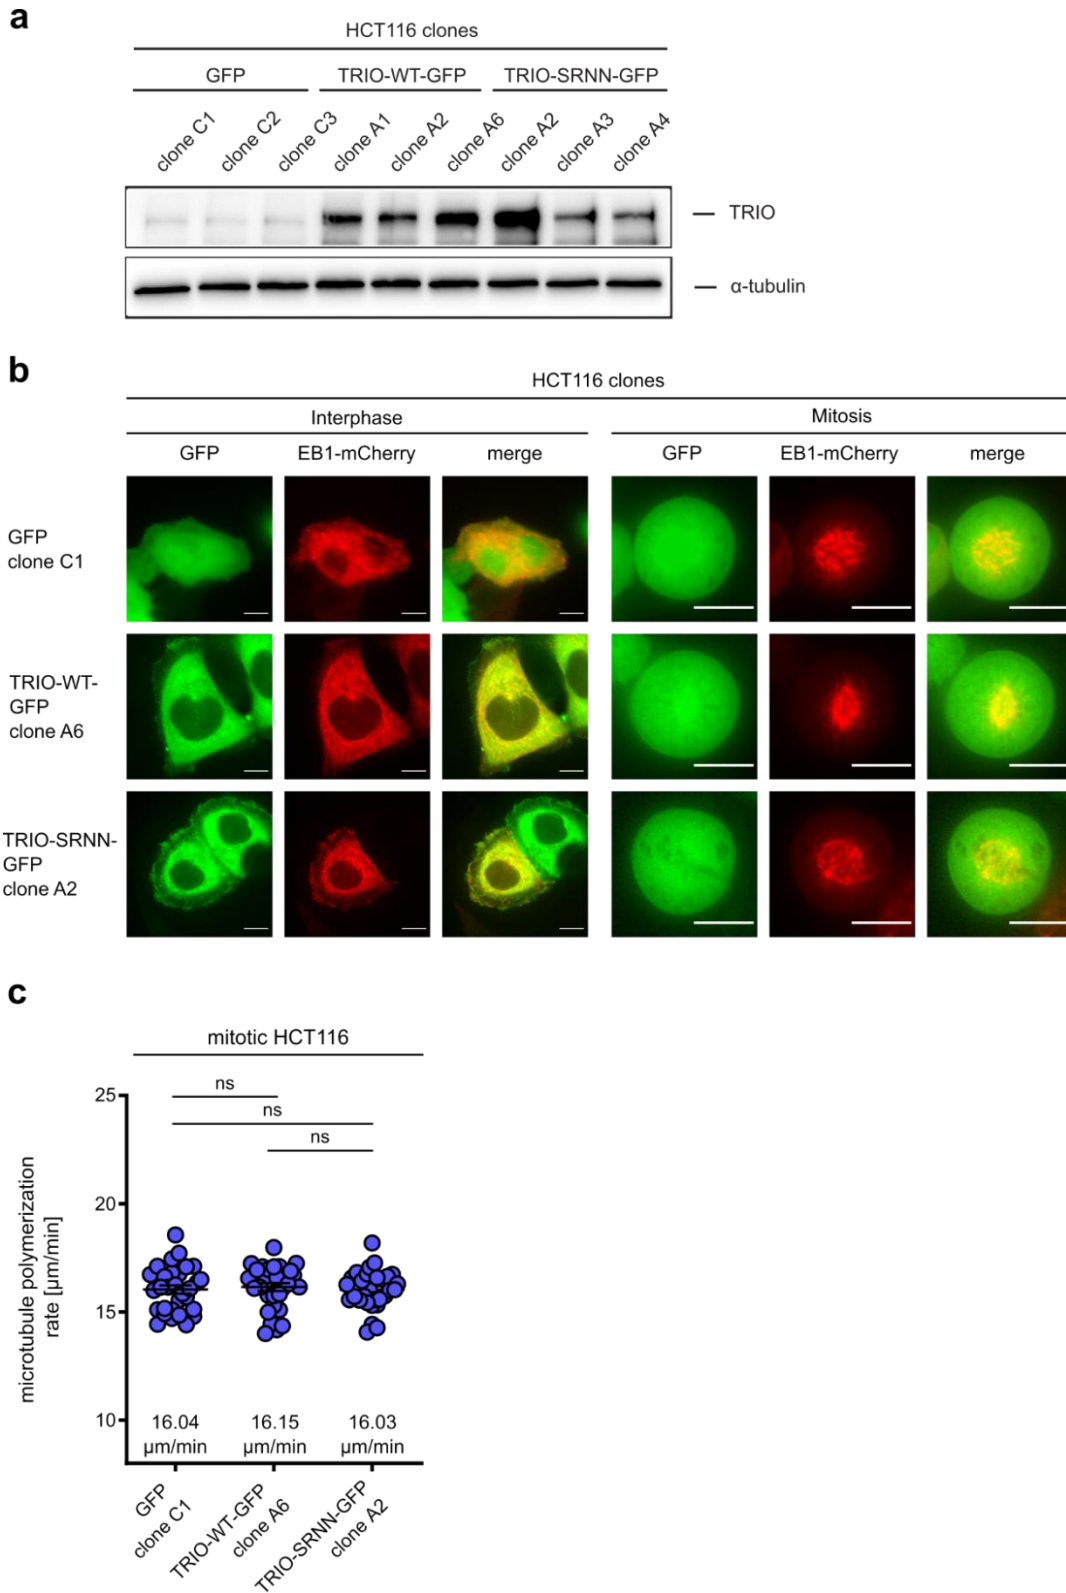 a
HCT116 clones
GFP TRIO-WT-GFP TRIO-SRNN-GFP
clone C1 clone C2 clone C3 clone A1 clone A2 clone A6 clone A2 clone A3 clone A4
TRIO
α-tubulin
b
HCT116 clones
Interphase Mitosis
GFP EB1-mCherry merge GFP EB1-mCherry merge
GFP
clone C1
TRIO-WT-
GFP
clone A6
TRIO-SRNN-
GFP
clone A2
c
mitotic HCT116
ns
ns
ns
25
20
15
10
microtubule polymerization
rate [μm/min]
16.04 16.15 16.03
μm/min μm/min μm/min
GFP
clone C1
TRIO-WT-GFP
clone A6
TRIO-SRNN-GFP
clone A2